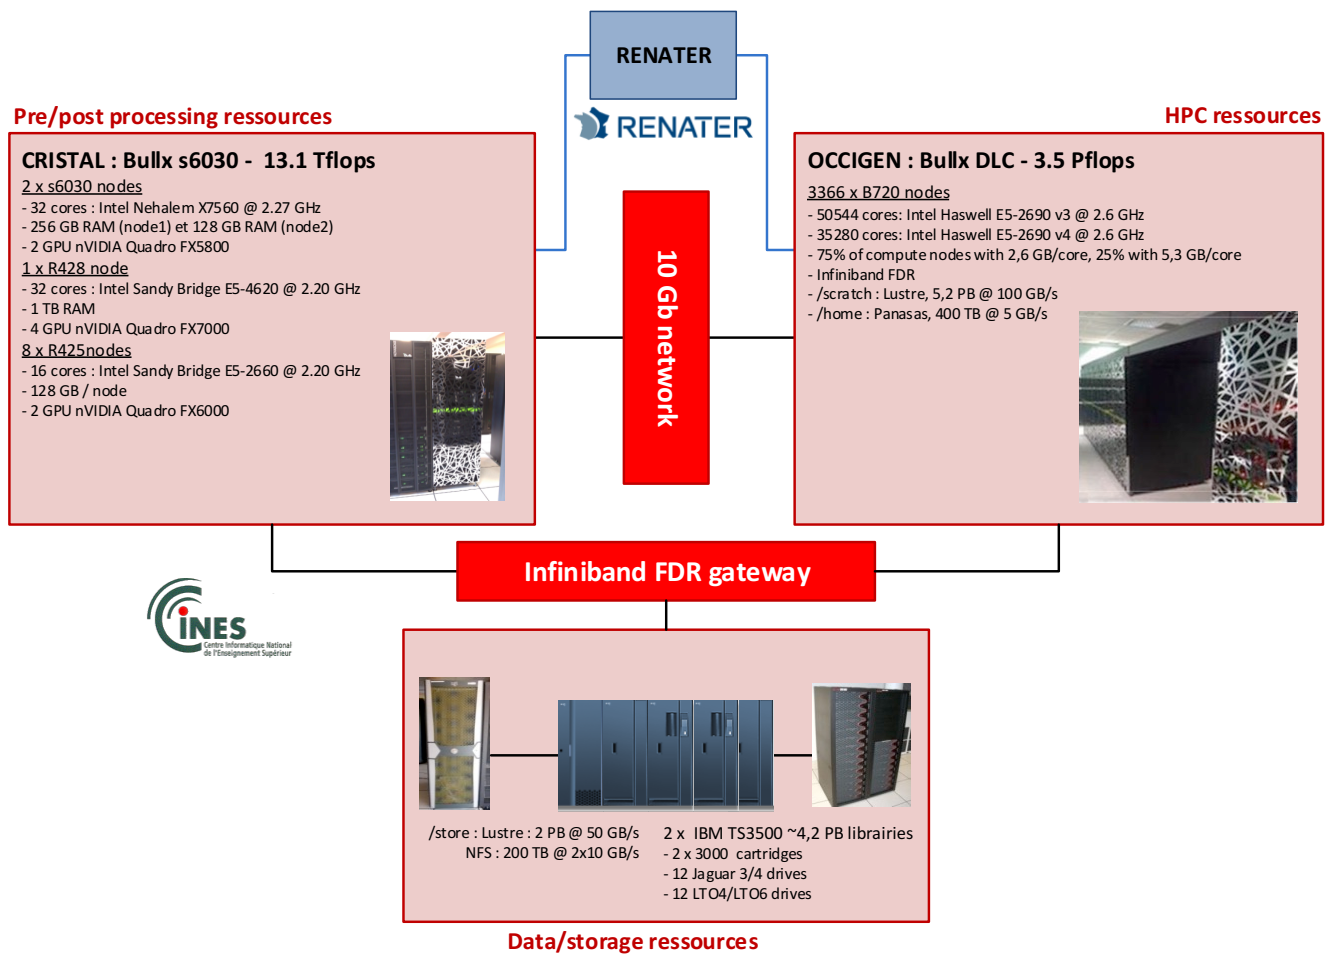 RENATER
RENATER
Pre/post processing ressources
CRISTAL : Bullx s6030 - 13.1 Tflops
2 x s6030 nodes
- 32 cores : Intel Nehalem X7560 @ 2.27 GHz
- 256 GB RAM (node1) et 128 GB RAM (node2)
- 2 GPU nVIDIA Quadro FX5800
1 x R428 node
- 32 cores : Intel Sandy Bridge E5-4620 @ 2.20 GHz
- 1 TB RAM
- 4 GPU nVIDIA Quadro FX7000
8 x R425nodes
- 16 cores : Intel Sandy Bridge E5-2660 @ 2.20 GHz
- 128 GB / node
- 2 GPU nVIDIA Quadro FX6000
10 Gb network
HPC ressources
OCCIGEN : Bullx DLC - 3.5 Pflops
3366 x B720 nodes
- 50544 cores: Intel Haswell E5-2690 v3 @ 2.6 GHz
- 35280 cores: Intel Haswell E5-2690 v4 @ 2.6 GHz
- 75% of compute nodes with 2,6 GB/core, 25% with 5,3 GB/core
- Infiniband FDR
- /scratch : Lustre, 5,2 PB @ 100 GB/s
- /home : Panasas, 400 TB @ 5 GB/s
Infiniband FDR gateway
CINES
Centre Informatique National
de l'Enseignement Supérieur
/store : Lustre : 2 PB @ 50 GB/s
NFS : 200 TB @ 2x10 GB/s
2 x IBM TS3500 ~4,2 PB librairies
- 2 x 3000 cartridges
- 12 Jaguar 3/4 drives
- 12 LTO4/LTO6 drives
Data/storage ressources